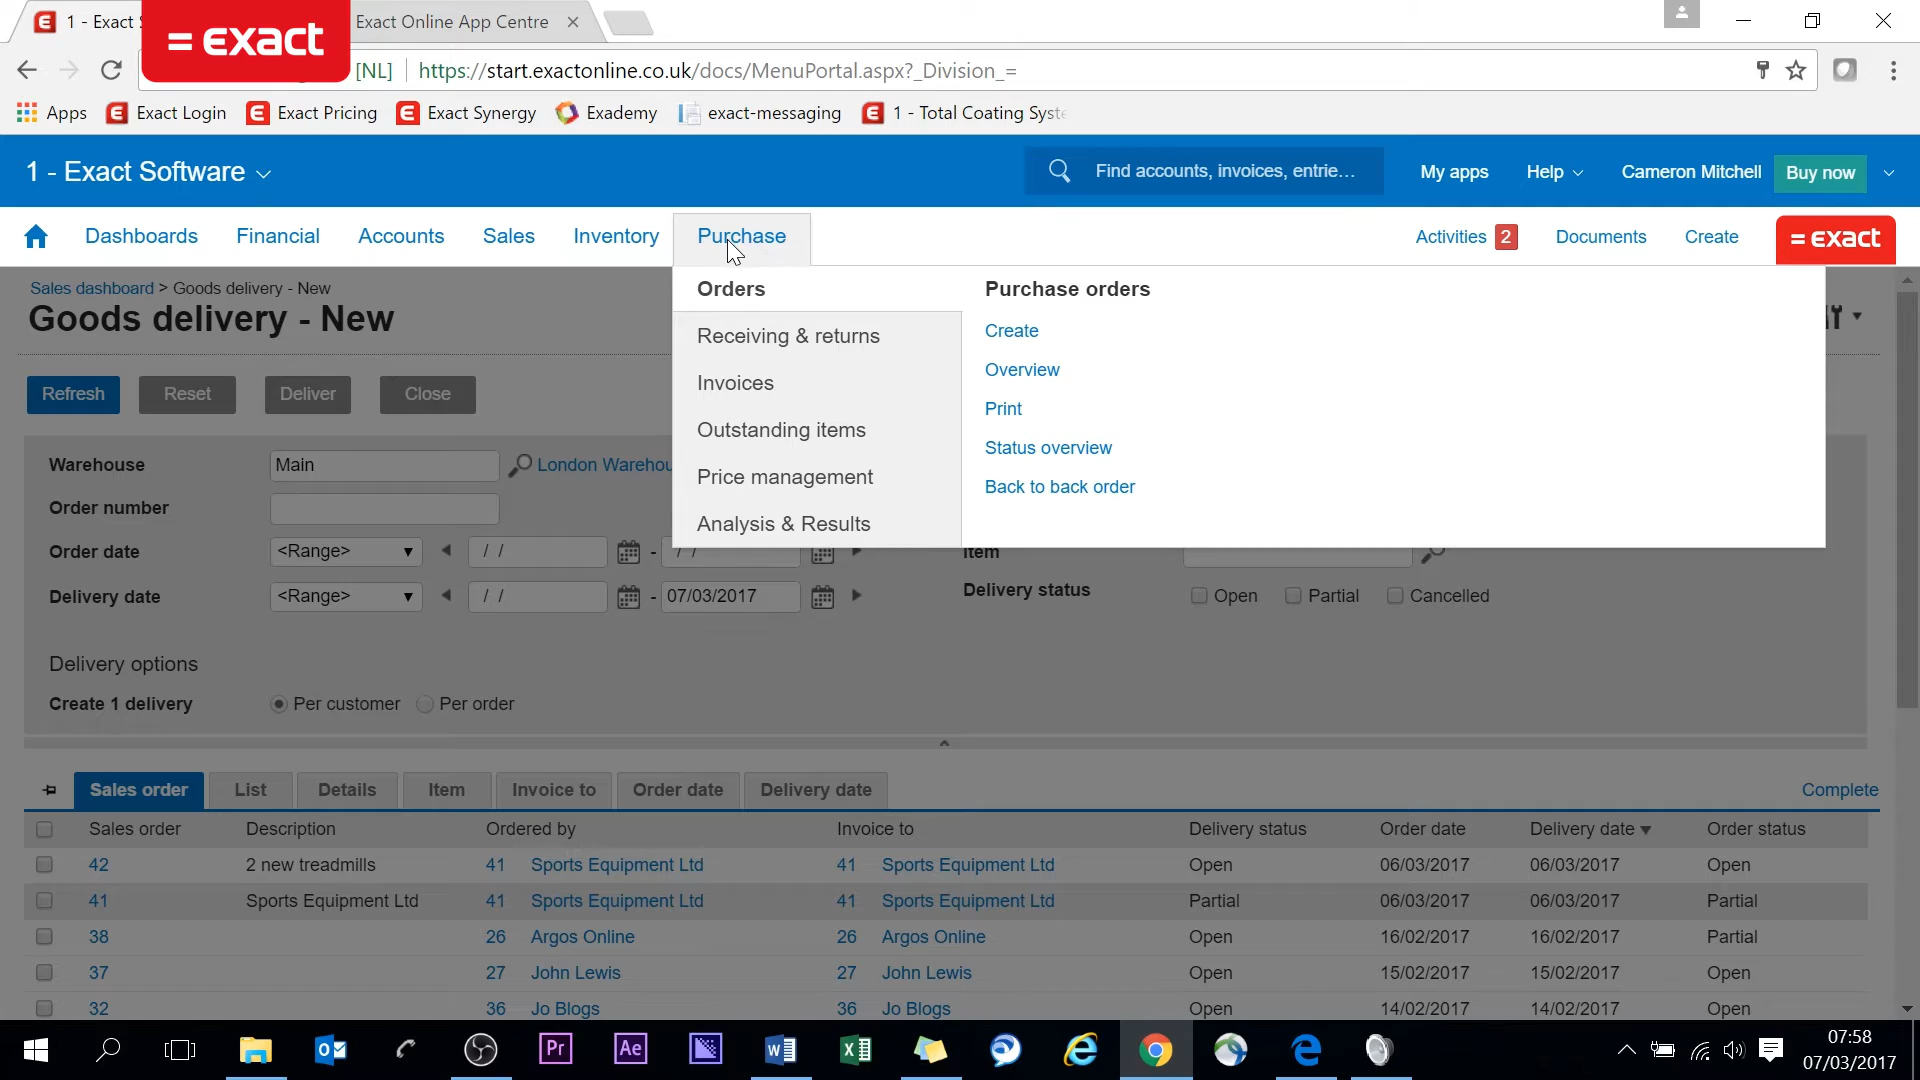 1 - Exact S
Exact Online App Centre
= exact
[NL] https://start.exactonline.co.uk/docs/MenuPortal.aspx?_Division_=
Apps Exact Login Exact Pricing Exact Synergy Exademy exact-messaging 1 - Total Coating Syste
1 - Exact Software
Find accounts, invoices, entrie...
My apps Help Cameron Mitchell Buy now
Dashboards Financial Accounts Sales Inventory Purchase
Activities 2 Documents Create
= exact
Sales dashboard > Goods delivery - New
Goods delivery - New
Orders
Receiving & returns
Invoices
Outstanding items
Price management
Analysis & Results
Purchase orders
Create
Overview
Print
Status overview
Back to back order
Refresh Reset Deliver Close
Warehouse Main London Warehou
Order number
Order date <Range> / / - / /
Item
Delivery date <Range> / / - 07/03/2017
Delivery status Open Partial Cancelled
Delivery options
Create 1 delivery Per customer Per order
Sales order List Details Item Invoice to Order date Delivery date Complete
Sales order Description Ordered by Invoice to Delivery status Order date Delivery date Order status
42 2 new treadmills 41 Sports Equipment Ltd 41 Sports Equipment Ltd Open 06/03/2017 06/03/2017 Open
41 Sports Equipment Ltd 41 Sports Equipment Ltd 41 Sports Equipment Ltd Partial 06/03/2017 06/03/2017 Partial
38 26 Argos Online 26 Argos Online Open 16/02/2017 16/02/2017 Partial
37 27 John Lewis 27 John Lewis Open 15/02/2017 15/02/2017 Open
32 36 Jo Blogs 36 Jo Blogs Open 14/02/2017 14/02/2017 Open
Pr Ae
07:58
07/03/2017